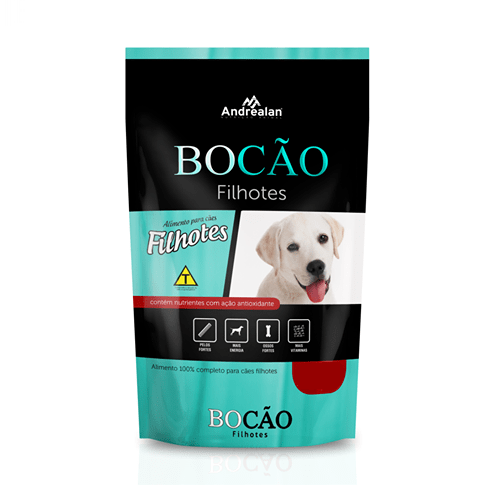 Andrealan
BOCÃO
Filhotes
Alimento para cães
Filhotes
T
contém nutrientes com ação antioxidante
PELOS
FORTES
MAIS
ENERGIA
OSSOS
FORTES
MAIS
VITAMINAS
Alimento 100% completo para cães filhotes
BOCÃO
Filhotes